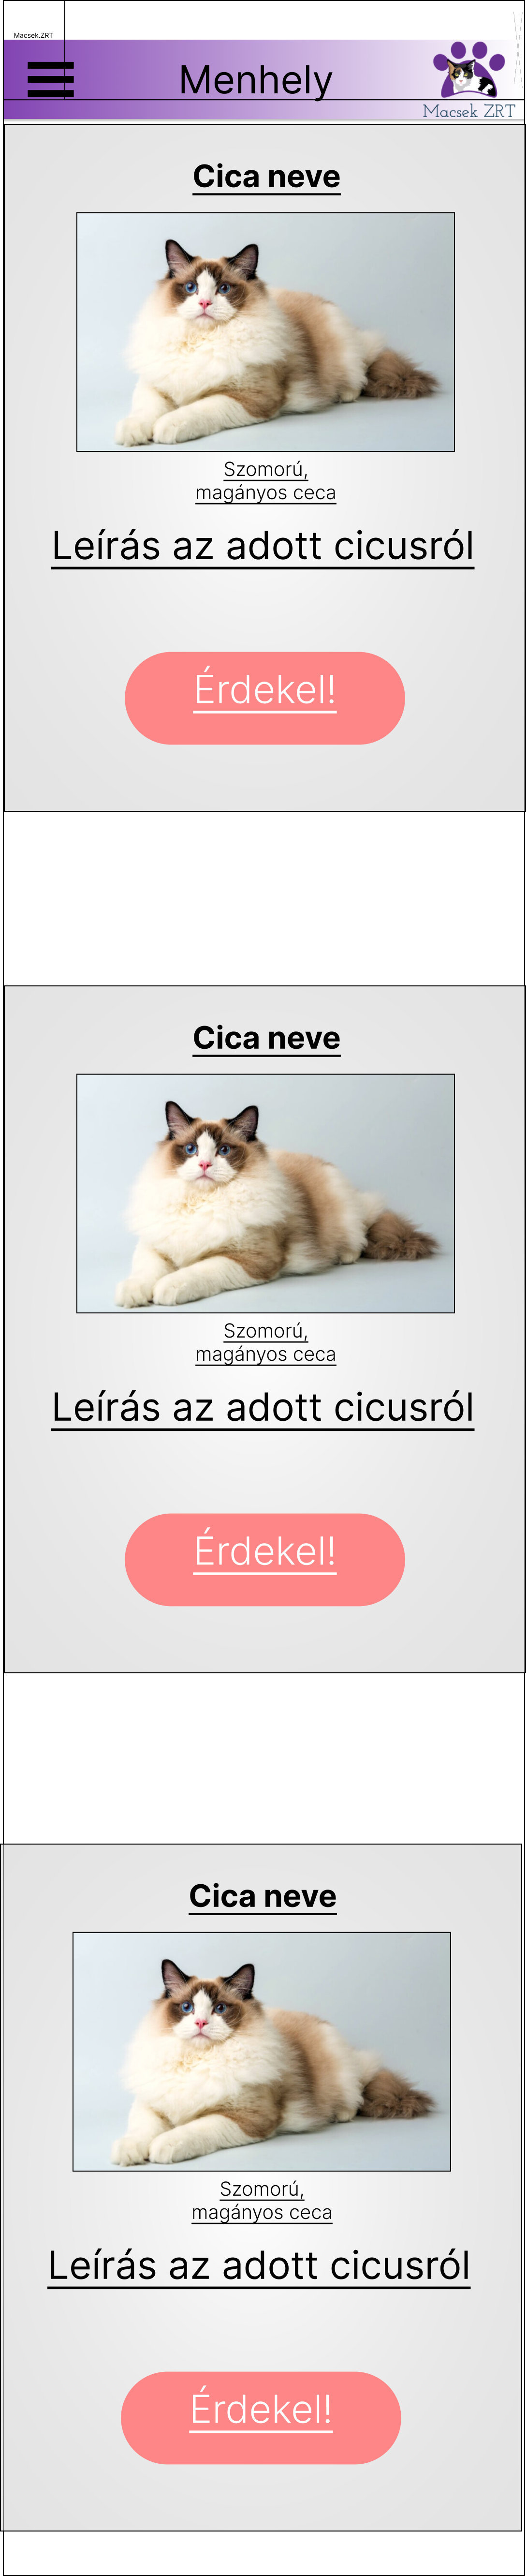 Macsek.ZRT
Menhely
Macsek ZRT
Cica neve
Szomorú,
magányos ceca
Leírás az adott cicusról
Érdekel!
Cica neve
Szomorú,
magányos ceca
Leírás az adott cicusról
Érdekel!
Cica neve
Szomorú,
magányos ceca
Leírás az adott cicusról
Érdekel!